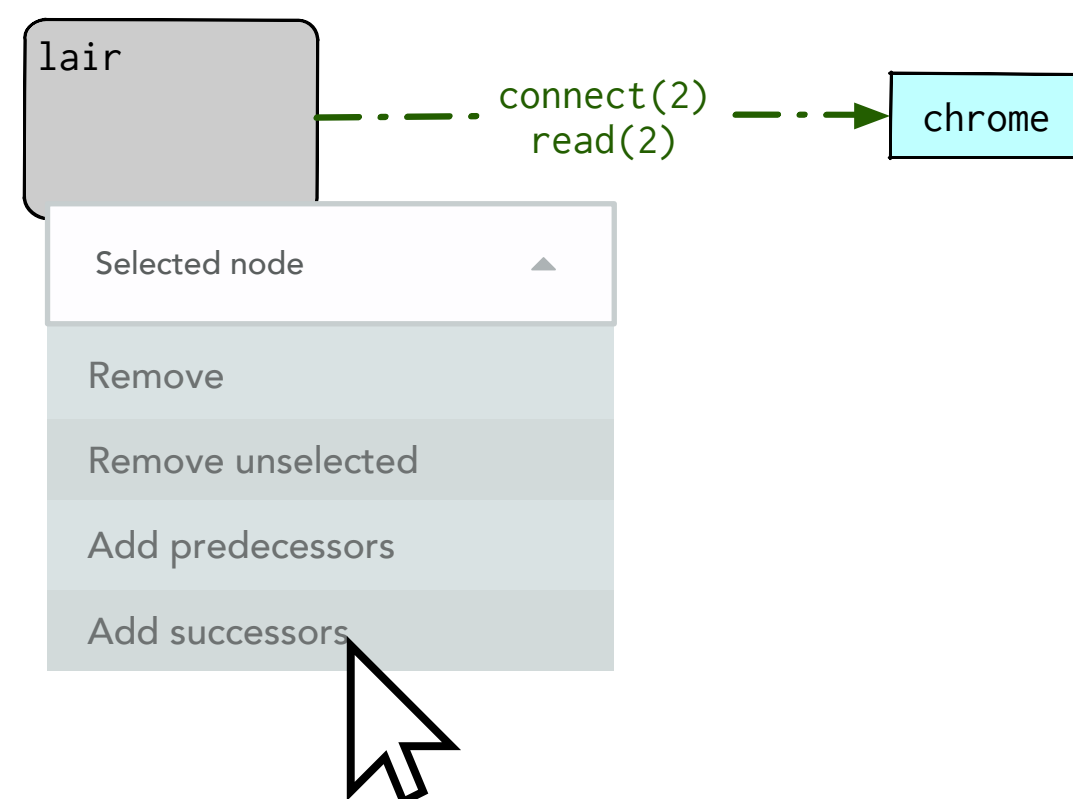 lair
connect(2)
read(2)
chrome
Selected node
Remove
Remove unselected
Add predecessors
Add successors